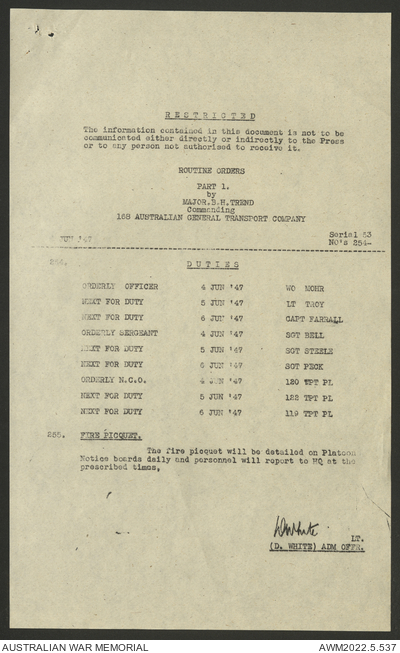 RESTRICTED
The information contained in this document is not to be
communicated either directly or indirectly to the Press
or to any person not authorised to receive it.
ROUTINE ORDERS
PART 1.
by
MAJOR.B.H.TREND
Commanding
168 AUSTRALIAN GENERAL TRANSPORT COMPANY
Serial 53
JUN '47 NO's 254-
254. DUTIES
ORDERLY OFFICER 4 JUN '47 WO MOHR
NEXT FOR DUTY 5 JUN '47 LT TROY
NEXT FOR DUTY 6 JUN '47 CAPT FARRALL
ORDERLY SERGEANT 4 JUN '47 SGT BELL
NEXT FOR DUTY 5 JUN '47 SGT STEELE
NEXT FOR DUTY 6 JUN '47 SGT PECK
ORDERLY N.C.O. 4 JUN '47 120 TPT PL
NEXT FOR DUTY 5 JUN '47 122 TPT PL
NEXT FOR DUTY 6 JUN '47 119 TPT PL
255. FIRE PICQUET.
The fire picquet will be detailed on Platoon
Notice boards daily and personnel will report to HQ at the
prescribed times.
DWhite LT.
(D. WHITE) ADM OFFR.
AUSTRALIAN WAR MEMORIAL AWM2022.5.537